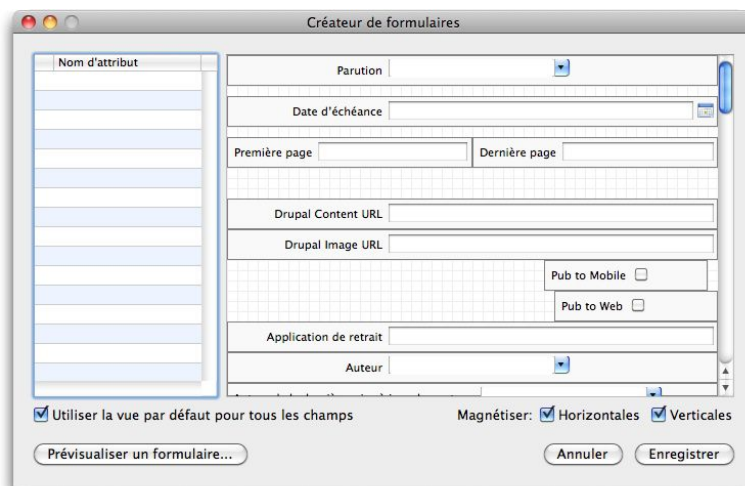 Créateur de formulaires
Nom d'attribut
Parution
Date d'échéance
Première page
Dernière page
Drupal Content URL
Drupal Image URL
Pub to Mobile
Pub to Web
Application de retrait
Auteur
Utiliser la vue par défaut pour tous les champs
Magnétiser: Horizontales Verticales
Prévisualiser un formulaire...
Annuler
Enregistrer